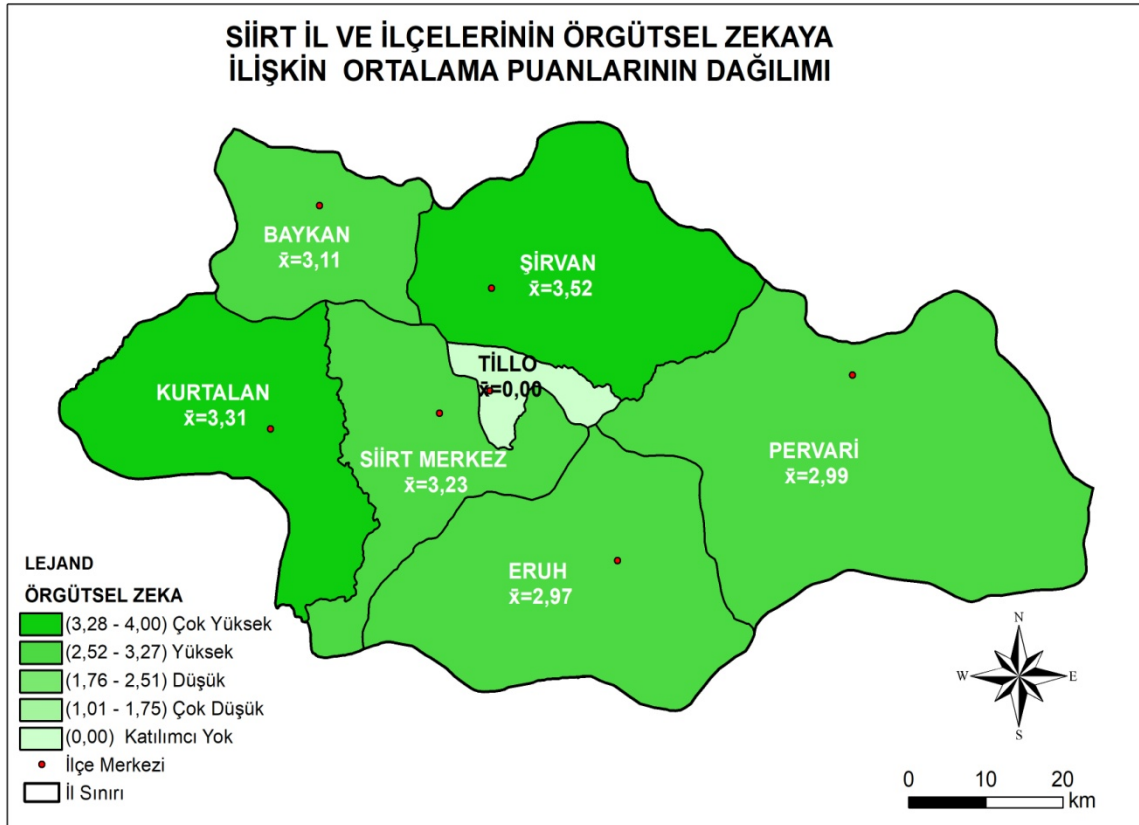 SİİRT İL VE İLÇELERİNİN ÖRGÜTSEL ZEKAYA
İLİŞKİN ORTALAMA PUANLARININ DAĞILIMI
BAYKAN
x̄=3,11
ŞİRVAN
x̄=3,52
TİLLO
x̄=0,00
KURTALAN
x̄=3,31
SİİRT MERKEZ
x̄=3,23
PERVARİ
x̄=2,99
ERUH
x̄=2,97
LEJAND
ÖRGÜTSEL ZEKA
(3,28 - 4,00) Çok Yüksek
(2,52 - 3,27) Yüksek
(1,76 - 2,51) Düşük
(1,01 - 1,75) Çok Düşük
(0,00) Katılımcı Yok
İlçe Merkezi
İl Sınırı
N
W
E
S
0 10 20
km